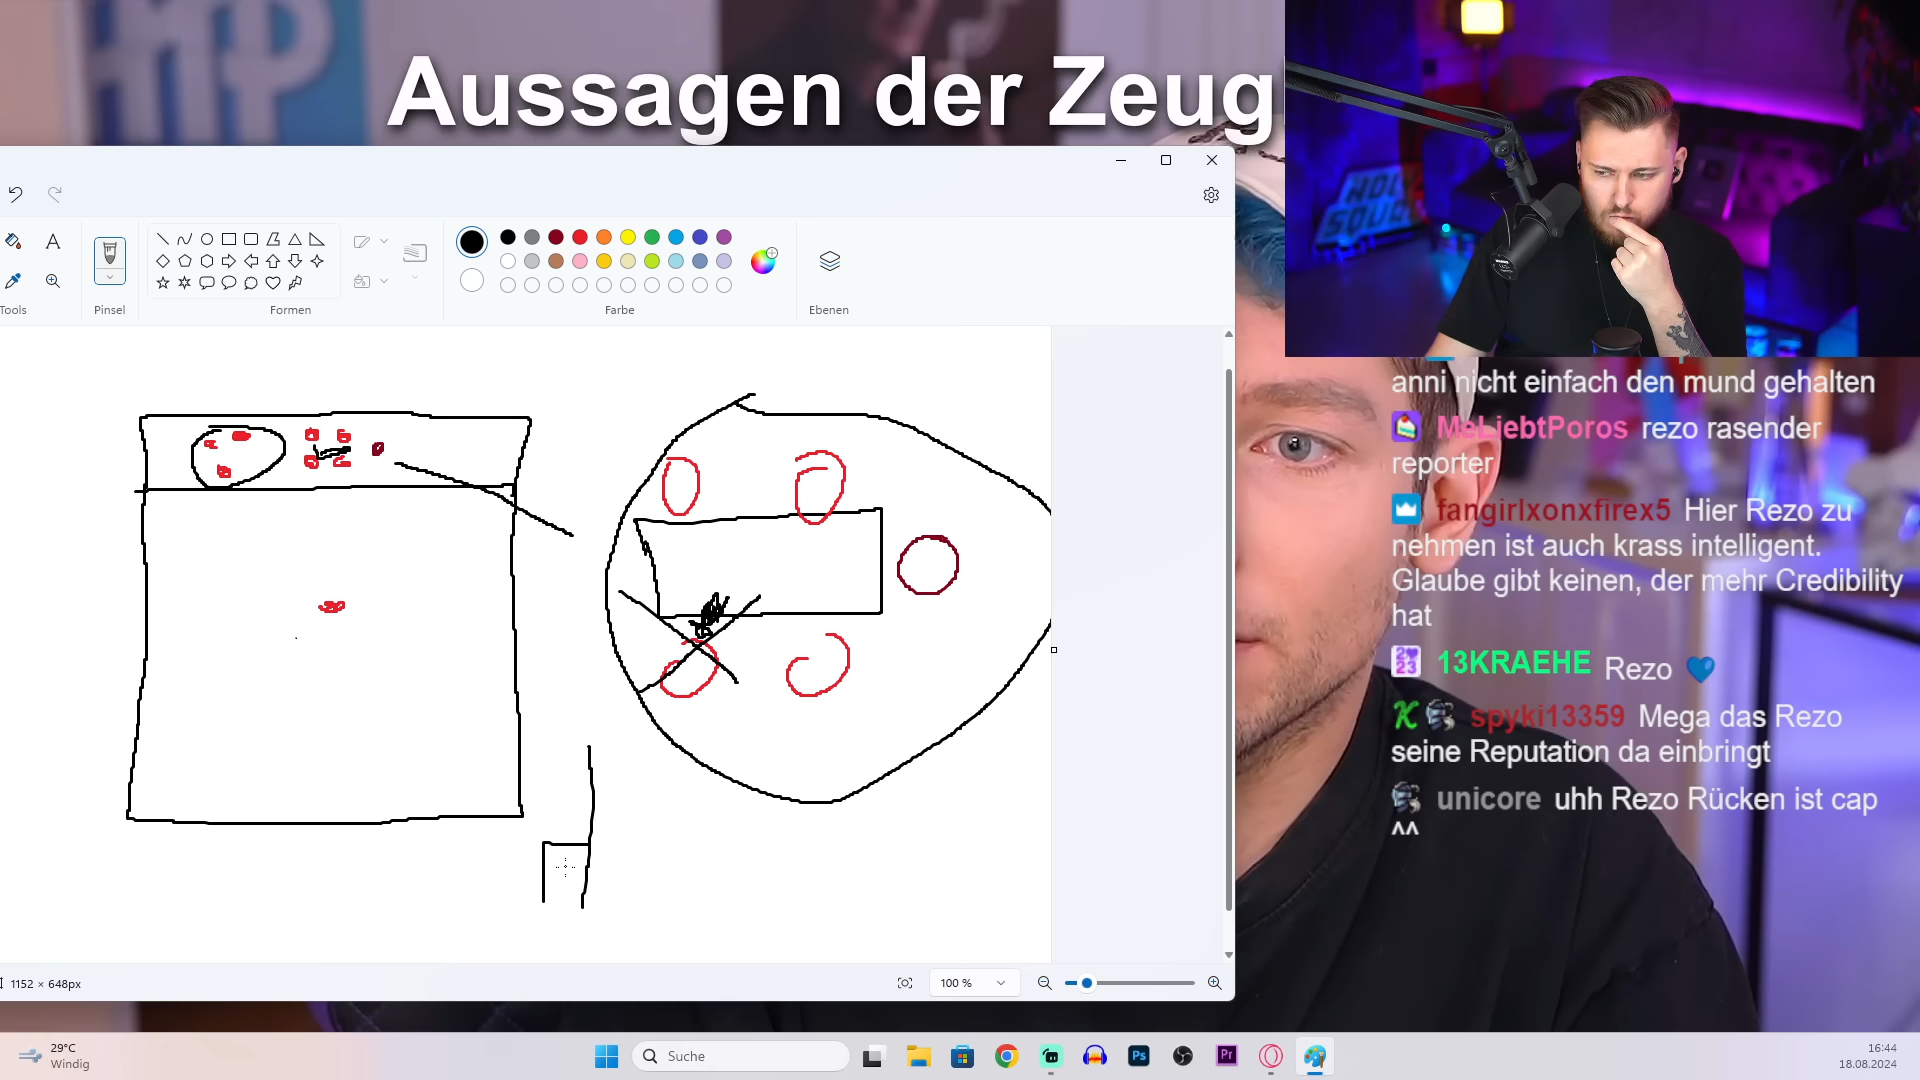 Aussagen der Zeug
Tools
Pinsel
Formen
Farbe
Ebenen
anni nicht einfach den mund gehalten
MeLiebtPoros rezo rasender
reporter
fangirlxonxfirex5 Hier Rezo zu
nehmen ist auch krass intelligent.
Glaube gibt keinen, der mehr Credibility
hat
13KRAEHE Rezo
spyki13359 Mega das Rezo
seine Reputation da einbringt
unicore uhh Rezo Rücken ist cap
^^
1152 × 648px
100 %
29°C
Windig
Suche
Ps
Pr
16:44
18.08.2024